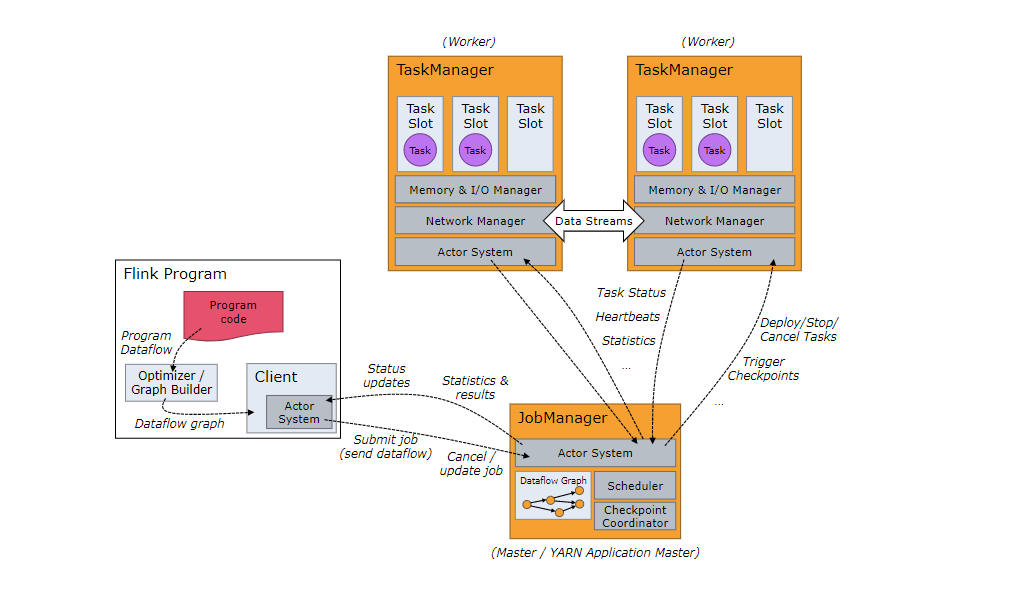 (Worker)
(Worker)
TaskManager
TaskManager
Task
Slot
Task
Task
Slot
Task
Task
Slot
Task
Slot
Task
Task
Slot
Task
Task
Slot
Memory & I/O Manager
Memory & I/O Manager
Network Manager
Data Streams
Network Manager
Actor System
Actor System
Flink Program
Program
code
Program
Dataflow
Optimizer /
Graph Builder
Dataflow graph
Client
Actor
System
Status
updates
Statistics &
results
Submit job
(send dataflow)
Cancel /
update job
Task Status
Heartbeats
Statistics
...
Deploy/Stop/
Cancel Tasks
Trigger
Checkpoints
...
JobManager
Actor System
Dataflow Graph
Scheduler
Checkpoint
Coordinator
(Master / YARN Application Master)